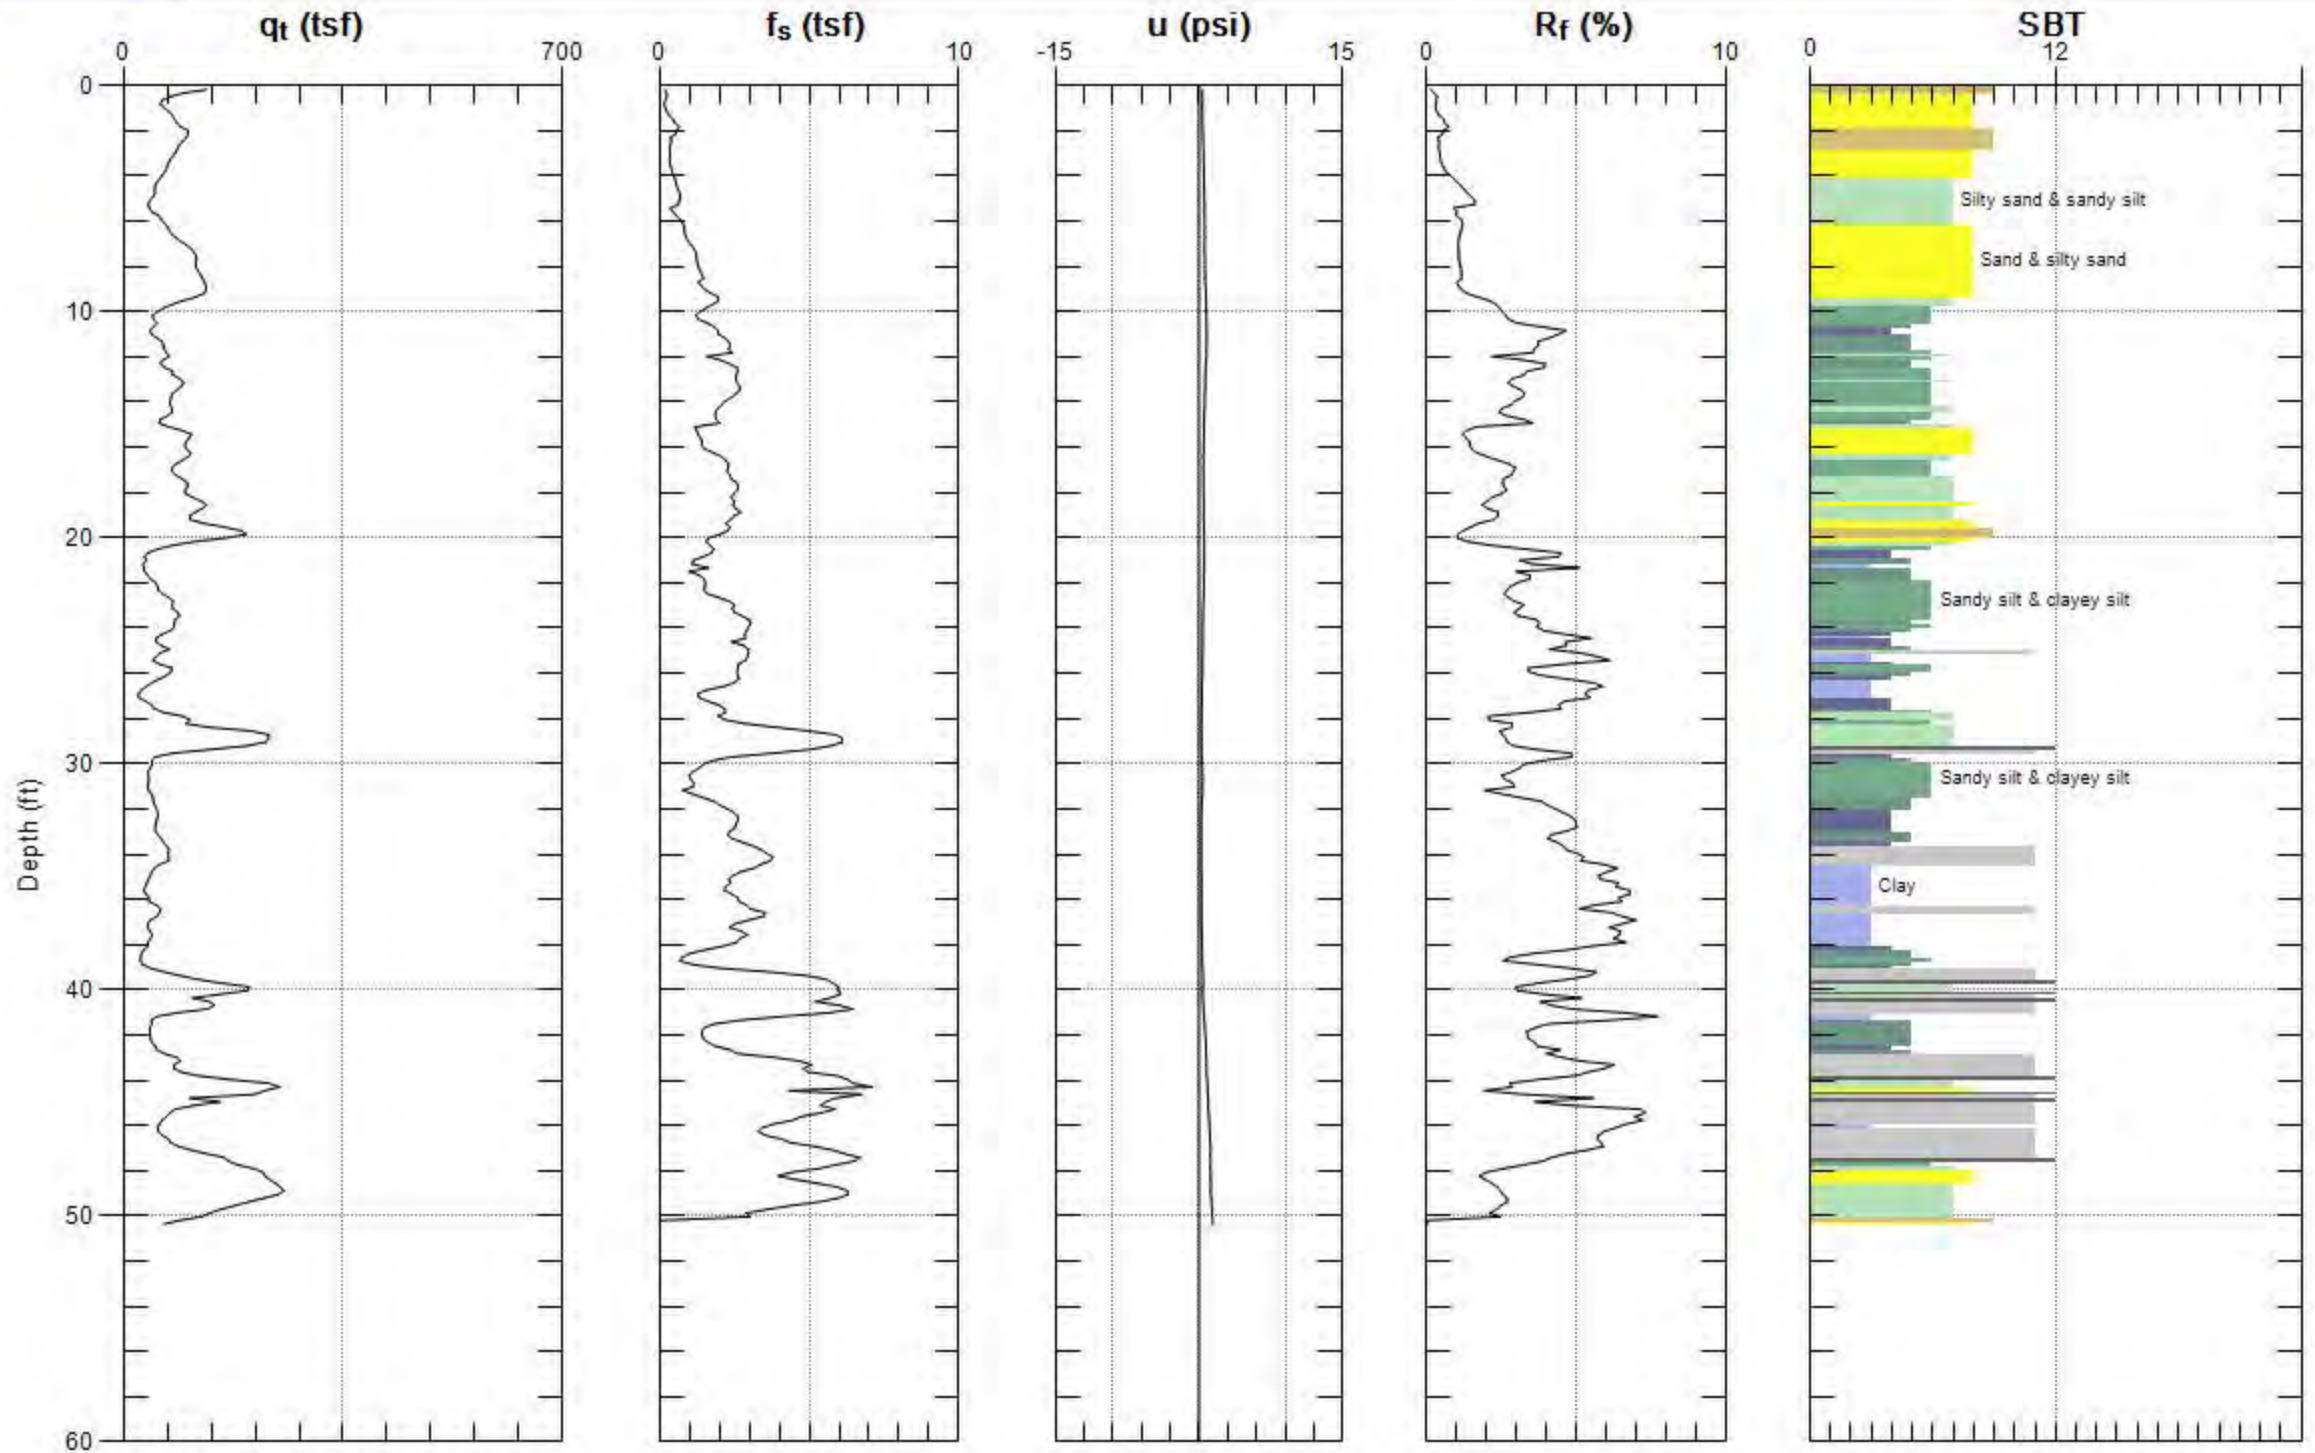 qt (tsf) fs (tsf) u (psi) Rf (%) SBT
0 700 0 10 -15 15 0 10 0 12
0
Silty sand & sandy silt
Sand & silty sand
10
20
Sandy silt & clayey silt
30
Sandy silt & clayey silt
Depth (ft)
Clay
40
50
60